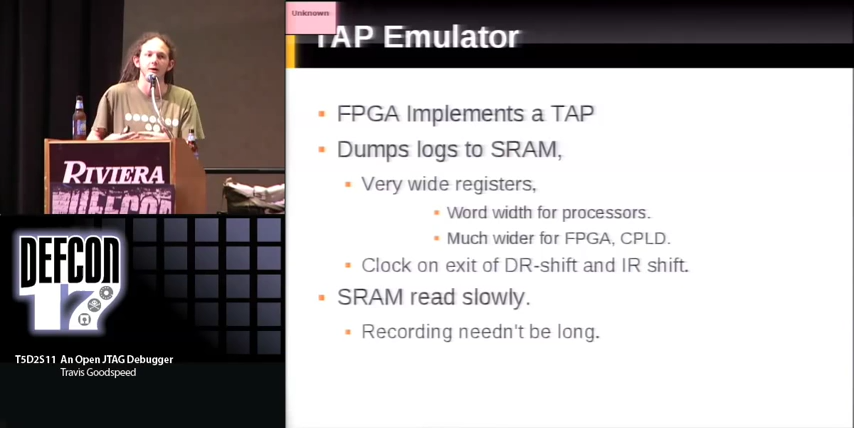 Unknown
TAP Emulator
FPGA Implements a TAP
Dumps logs to SRAM,
Very wide registers,
Word width for processors.
Much wider for FPGA, CPLD.
Clock on exit of DR-shift and IR shift.
SRAM read slowly.
Recording needn't be long.
RIVIERA
DEFCON
DEFCON
17
T5D2S11 An Open JTAG Debugger
Travis Goodspeed